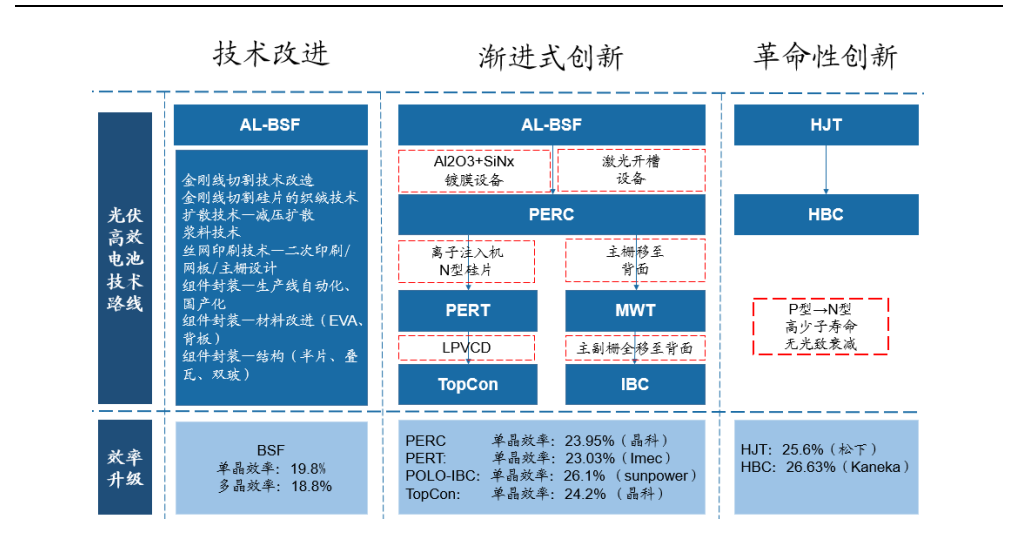 技术改进
渐进式创新
革命性创新
光伏
高效
电池
技术
路线
AL-BSF
金刚线切割技术改造
金刚线切割硅片的织绒技术
扩散技术—减压扩散
浆料技术
丝网印刷技术—二次印刷/
网板/主栅设计
组件封装—生产线自动化、
国产化
组件封装—材料改进（EVA、
背板）
组件封装—结构（半片、叠
瓦、双玻）
AL-BSF
Al2O3+SiNx
镀膜设备
激光开槽
设备
PERC
离子注入机
N型硅片
主栅移至
背面
PERT
MWT
LPVCD
主副栅全移至背面
TopCon
IBC
HJT
HBC
P型→N型
高少子寿命
无光致衰减
效率
升级
BSF
单晶效率：19.8%
多晶效率：18.8%
PERC 单晶效率：23.95%（晶科）
PERT: 单晶效率：23.03%（Imec）
POLO-IBC: 单晶效率：26.1%（sunpower）
TopCon: 单晶效率：24.2%（晶科）
HJT: 25.6%（松下）
HBC: 26.63%（Kaneka）